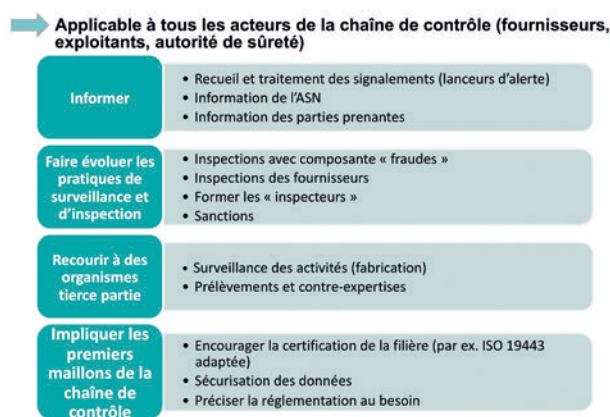 Applicable à tous les acteurs de la chaîne de contrôle (fournisseurs,
exploitants, autorité de sûreté)
Informer
• Recueil et traitement des signalements (lanceurs d'alerte)
• Information de l'ASN
• Information des parties prenantes
Faire évoluer les
pratiques de
surveillance et
d'inspection
• Inspections avec composante « fraudes »
• Inspections des fournisseurs
• Former les « inspecteurs »
• Sanctions
Recourir à des
organismes
tierce partie
• Surveillance des activités (fabrication)
• Prélèvements et contre-expertises
Impliquer les
premiers
maillons de la
chaîne de
contrôle
• Encourager la certification de la filière (par ex. ISO 19443
adaptée)
• Sécurisation des données
• Préciser la réglementation au besoin